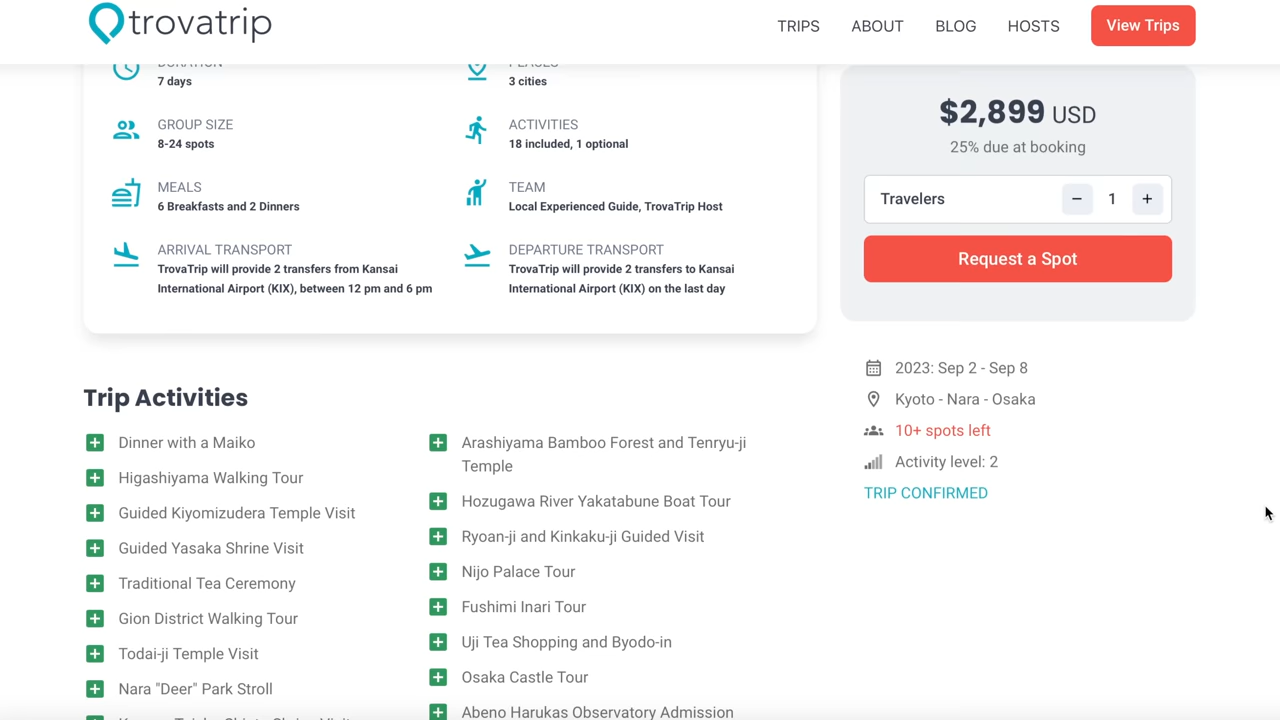 trovatrip
TRIPS
ABOUT
BLOG
HOSTS
View Trips
DURATION
7 days
PLACES
3 cities
GROUP SIZE
8-24 spots
ACTIVITIES
18 included, 1 optional
MEALS
6 Breakfasts and 2 Dinners
TEAM
Local Experienced Guide, TrovaTrip Host
ARRIVAL TRANSPORT
TrovaTrip will provide 2 transfers from Kansai
International Airport (KIX), between 12 pm and 6 pm
DEPARTURE TRANSPORT
TrovaTrip will provide 2 transfers to Kansai
International Airport (KIX) on the last day
$2,899 USD
25% due at booking
Travelers
− 1 +
Request a Spot
2023: Sep 2 - Sep 8
Kyoto - Nara - Osaka
10+ spots left
Activity level: 2
TRIP CONFIRMED
Trip Activities
Dinner with a Maiko
Higashiyama Walking Tour
Guided Kiyomizudera Temple Visit
Guided Yasaka Shrine Visit
Traditional Tea Ceremony
Gion District Walking Tour
Todai-ji Temple Visit
Nara "Deer" Park Stroll
Arashiyama Bamboo Forest and Tenryu-ji
Temple
Hozugawa River Yakatabune Boat Tour
Ryoan-ji and Kinkaku-ji Guided Visit
Nijo Palace Tour
Fushimi Inari Tour
Uji Tea Shopping and Byodo-in
Osaka Castle Tour
Abeno Harukas Observatory Admission